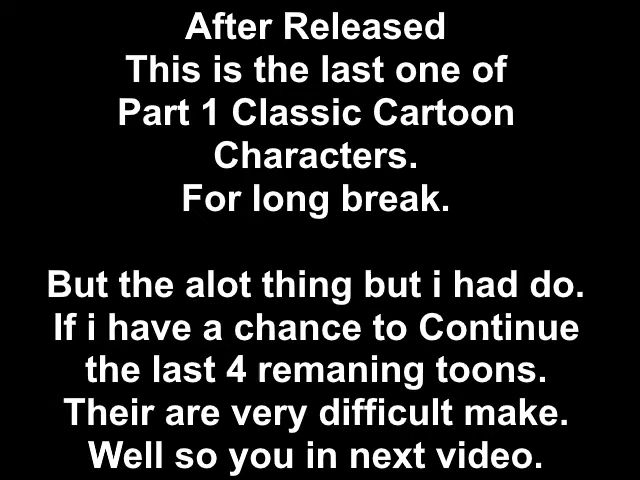 After Released
This is the last one of
Part 1 Classic Cartoon
Characters.
For long break.
But the alot thing but i had do.
If i have a chance to Continue
the last 4 remaning toons.
Their are very difficult make.
Well so you in next video.